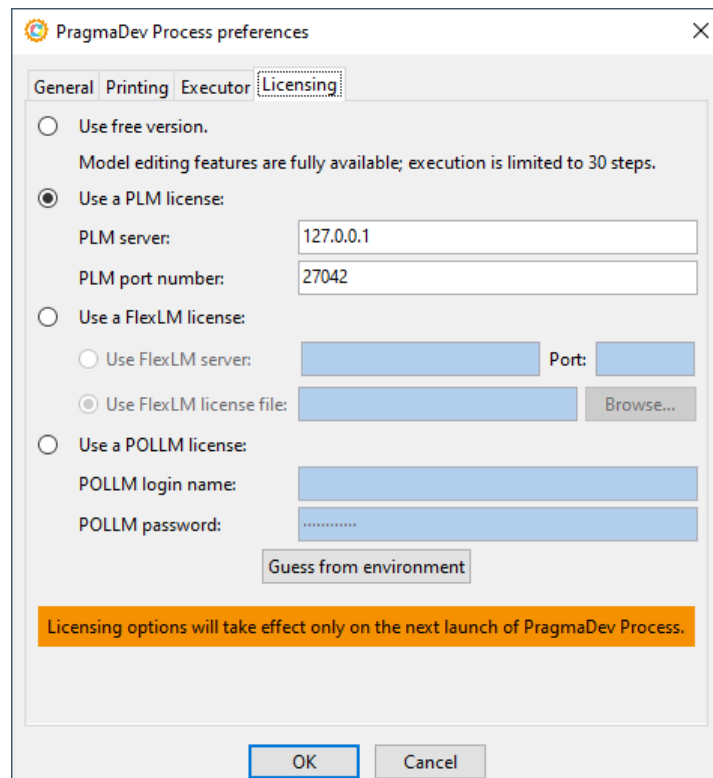 PragmaDev Process preferences
General Printing Executor Licensing
Use free version.
Model editing features are fully available; execution is limited to 30 steps.
Use a PLM license:
PLM server: 127.0.0.1
PLM port number: 27042
Use a FlexLM license:
Use FlexLM server: Port:
Use FlexLM license file: Browse...
Use a POLLM license:
POLLM login name:
POLLM password: ············
Guess from environment
Licensing options will take effect only on the next launch of PragmaDev Process.
OK Cancel